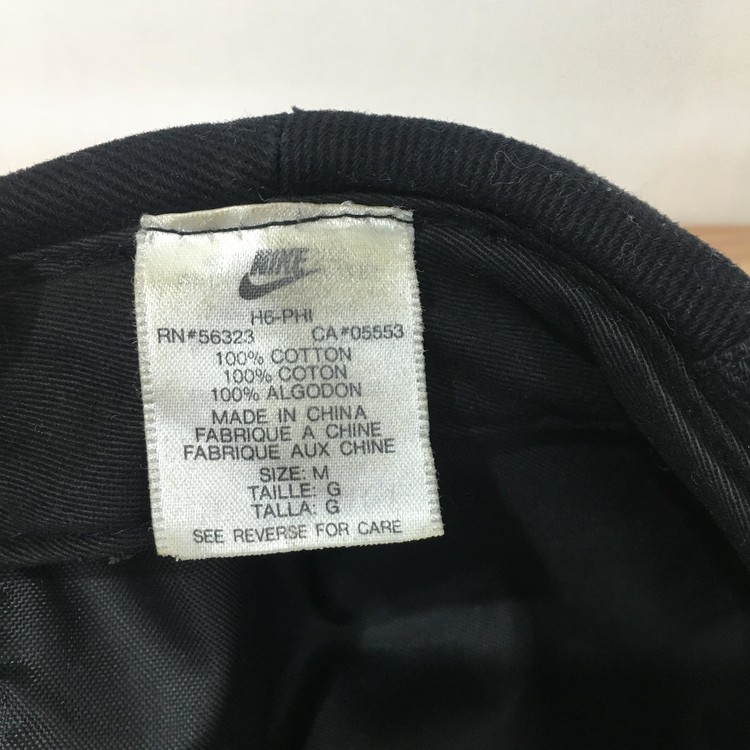 NIKE
H6-PHI
RN#56323 CA#05553
100% COTTON
100% COTON
100% ALGODON
MADE IN CHINA
FABRIQUE A CHINE
FABRIQUE AUX CHINE
SIZE: M
TAILLE: G
TALLA: G
SEE REVERSE FOR CARE